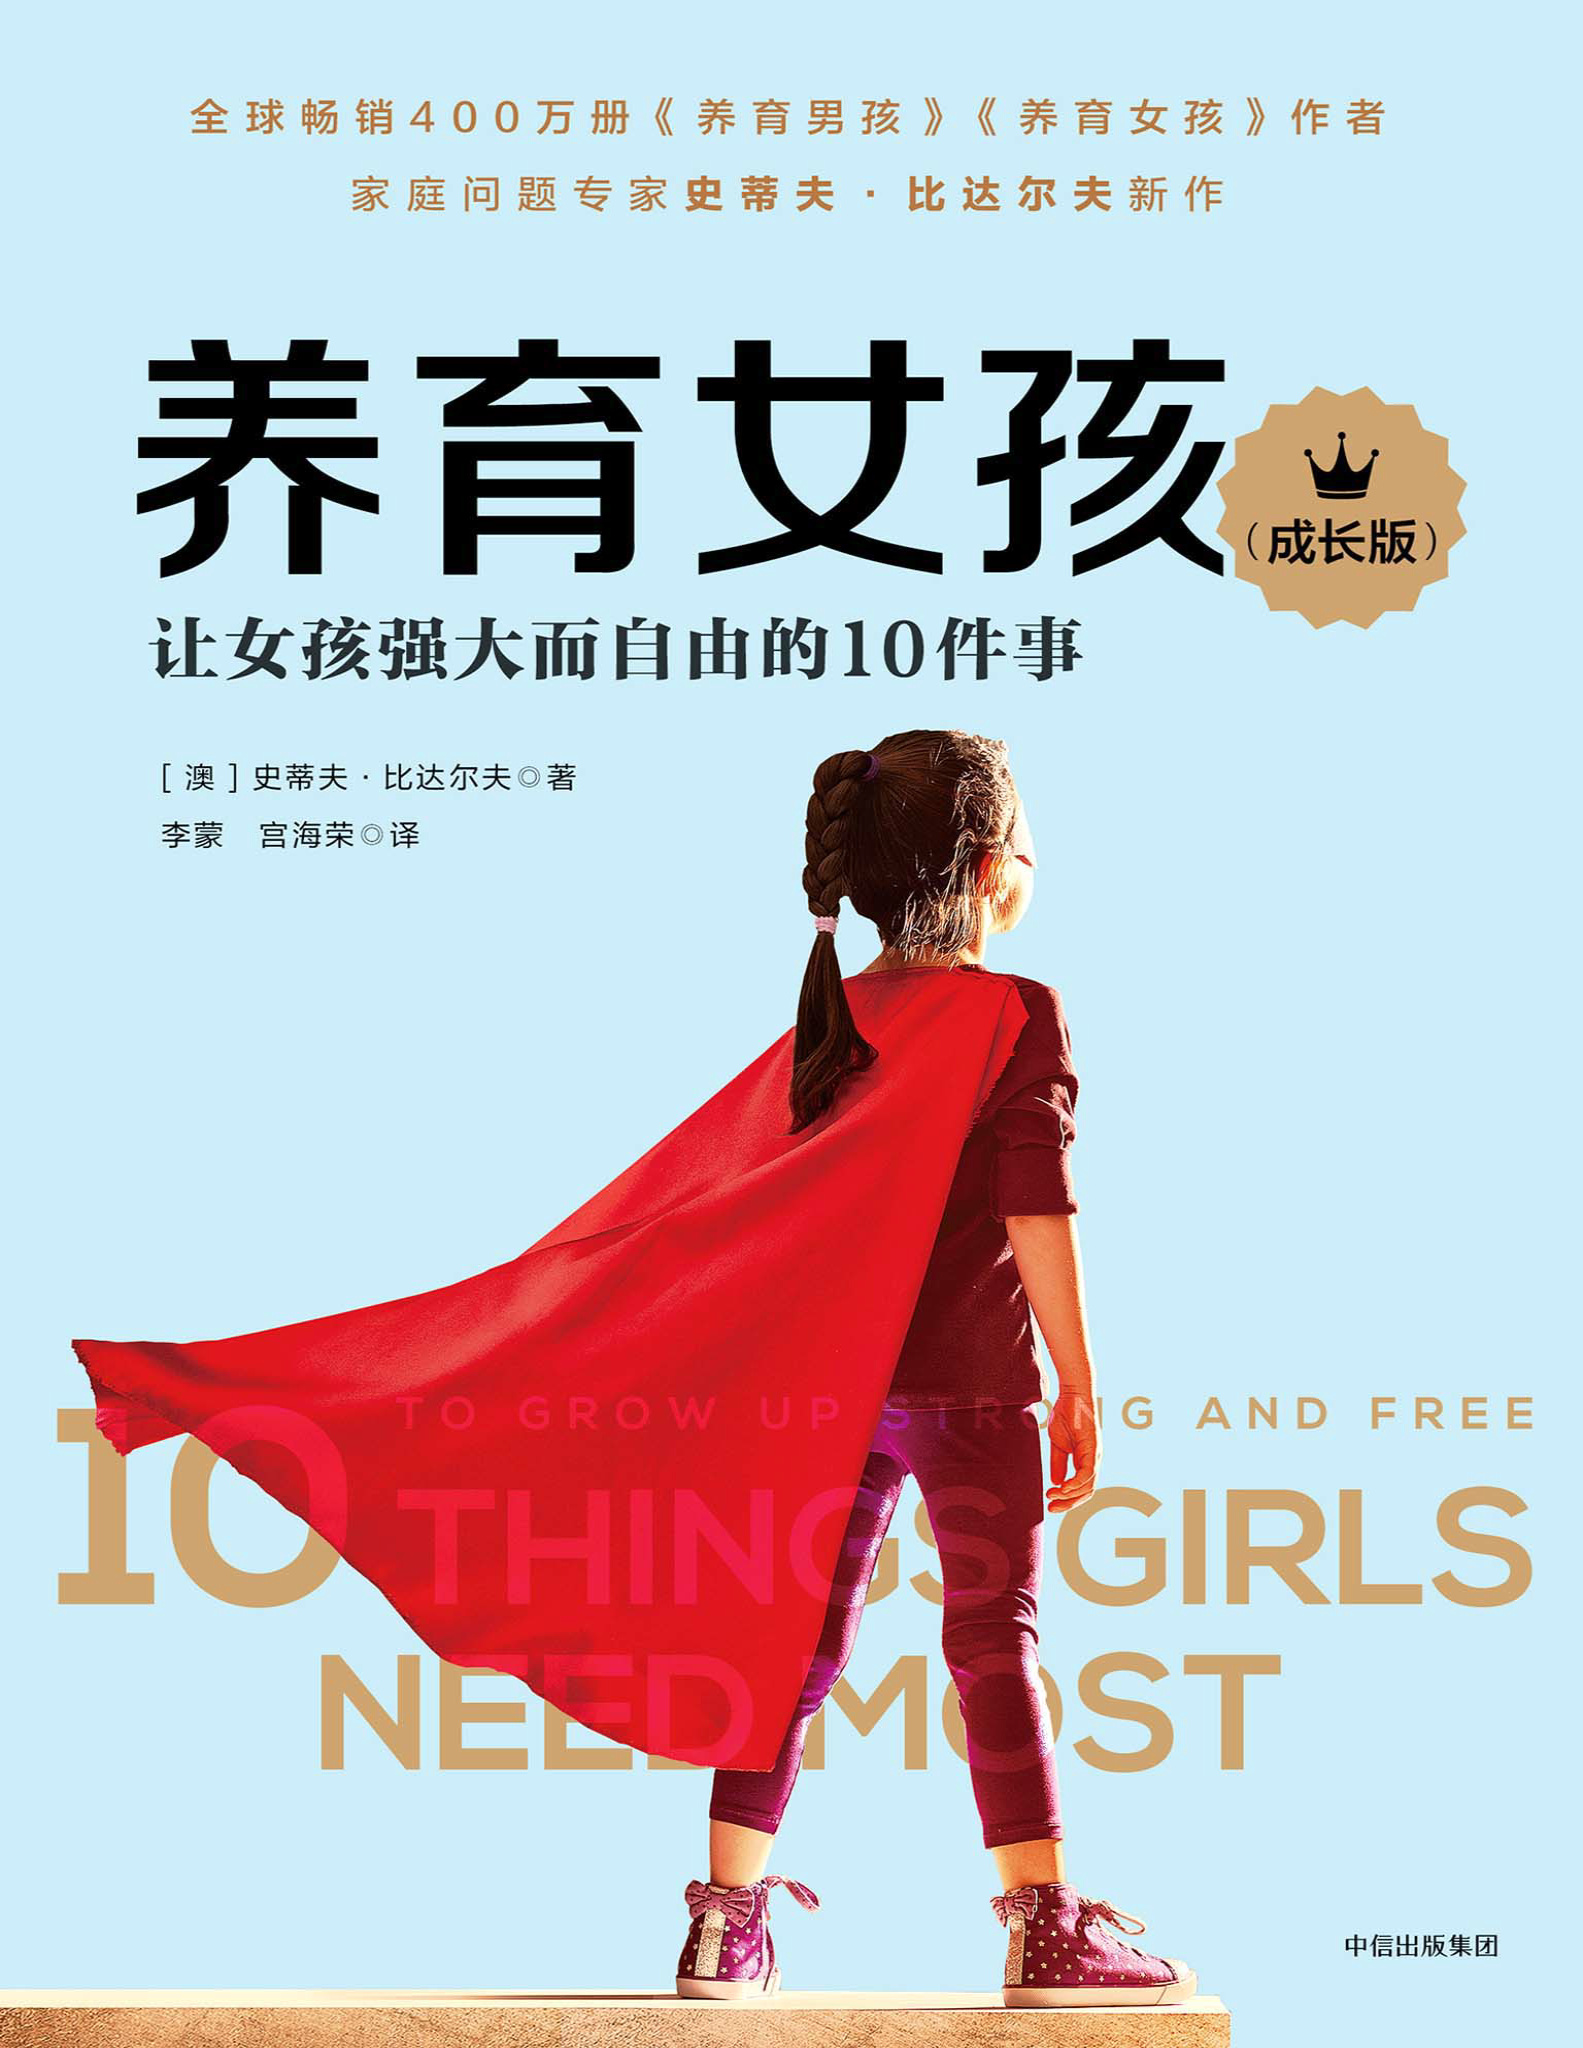 全球畅销400万册《养育男孩》《养育女孩》作者
家庭问题专家史蒂夫·比达尔夫新作
养育女孩
（成长版）
让女孩强大而自由的10件事
[澳]史蒂夫·比达尔夫◎著
李蒙 宫海荣◎译
TO GROW UP STRONG AND FREE
10 THINGS GIRLS
NEED MOST
中信出版集团